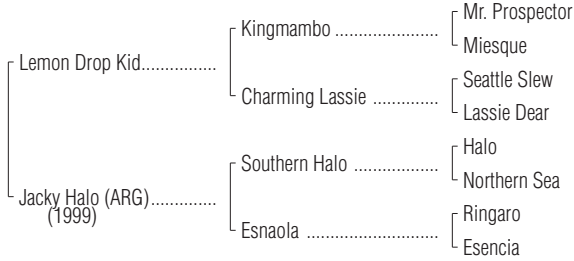 Mr. Prospector
Kingmambo ........................
Miesque
Lemon Drop Kid................
Seattle Slew
Charming Lassie ...............
Lassie Dear
Halo
Southern Halo ...................
Northern Sea
Jacky Halo (ARG)..............
(1999)
Ringaro
Esnaola ..............................
Esencia